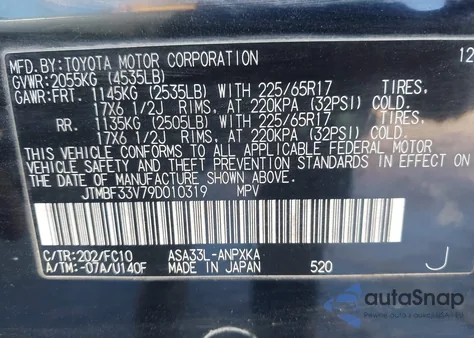 MFD.BY:TOYOTA MOTOR CORPORATION 12
GVWR:2055KG (4535LB)
GAWR:FRT. 1145KG (2535LB) WITH 225/65R17 TIRES,
17X6 1/2J RIMS, AT 220KPA (32PSI) COLD.
RR. 1135KG (2505LB) WITH 225/65R17 TIRES,
17X6 1/2J RIMS, AT 220KPA (32PSI) COLD.
THIS VEHICLE CONFORMS TO ALL APPLICABLE FEDERAL MOTOR
VEHICLE SAFETY AND THEFT PREVENTION STANDARDS IN EFFECT ON
THE DATE OF MANUFACTURE SHOWN ABOVE.
JTMBF33V79D010319 MPV
C/TR:202/FC10 ASA33L-ANPXKA
A/TM:-07A/U140F MADE IN JAPAN 520 J
autoSnap